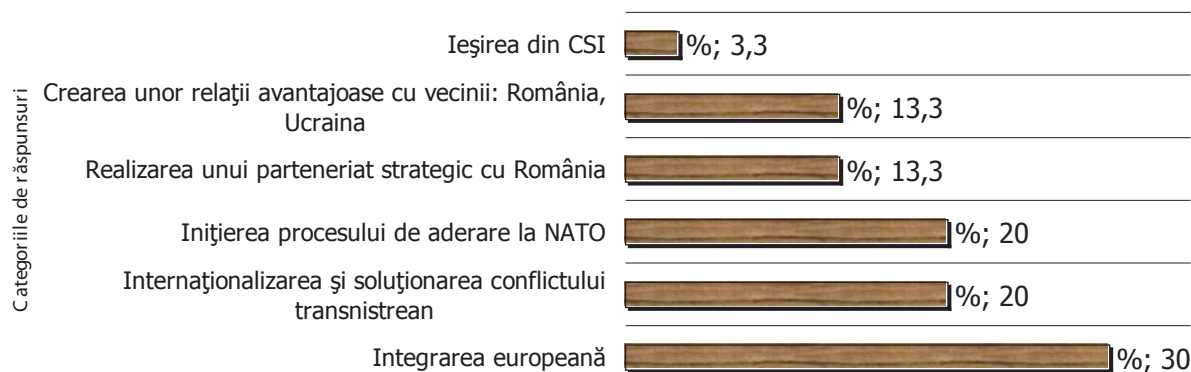 Categoriile de răspunsuri
Ieşirea din CSI
%; 3,3
Crearea unor relaţii avantajoase cu vecinii: România,
Ucraina
%; 13,3
Realizarea unui parteneriat strategic cu România
%; 13,3
Iniţierea procesului de aderare la NATO
%; 20
Internaţionalizarea şi soluţionarea conflictului
transnistrean
%; 20
Integrarea europeană
%; 30